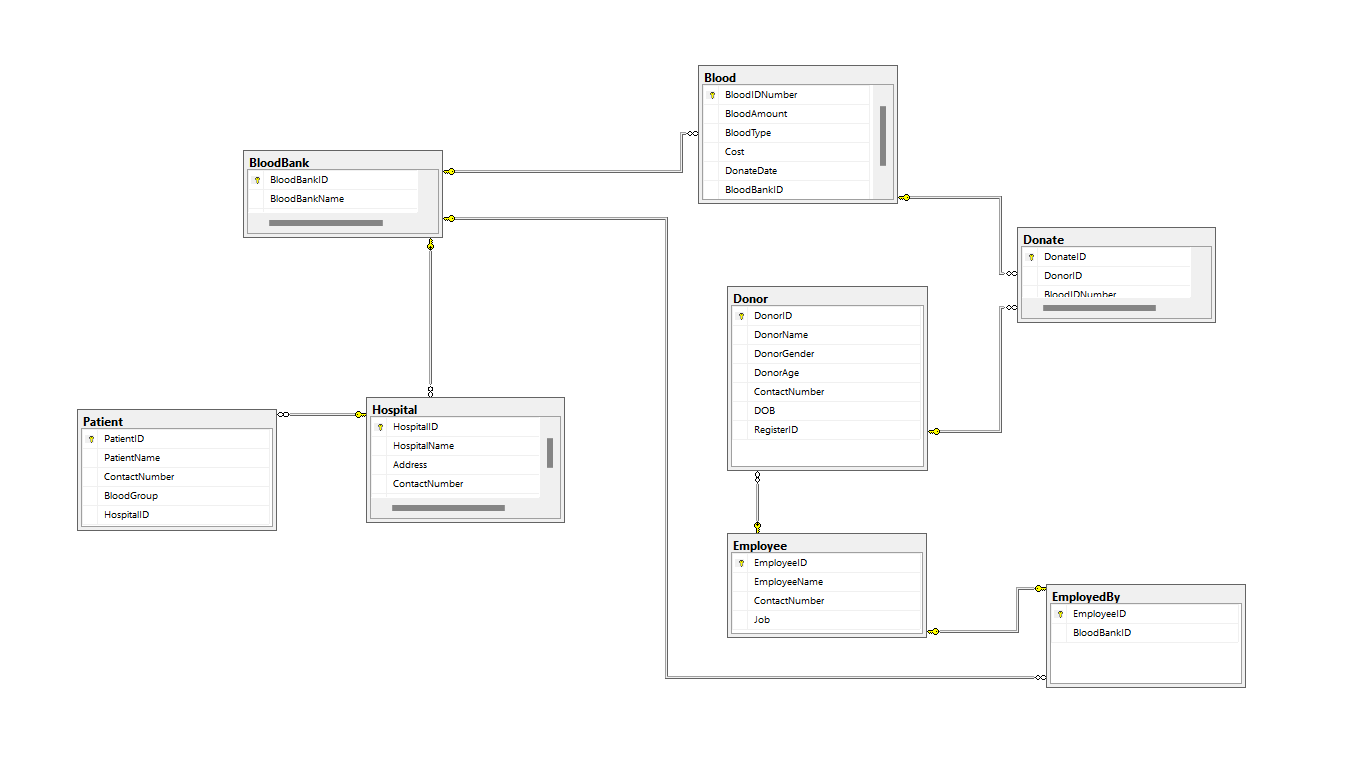 Blood
BloodIDNumber
BloodAmount
BloodType
Cost
DonateDate
BloodBankID
BloodBank
BloodBankID
BloodBankName
Donate
DonateID
DonorID
BloodIDNumber
Donor
DonorID
DonorName
DonorGender
DonorAge
ContactNumber
DOB
RegisterID
Patient
PatientID
PatientName
ContactNumber
BloodGroup
HospitalID
Hospital
HospitalID
HospitalName
Address
ContactNumber
Employee
EmployeeID
EmployeeName
ContactNumber
Job
EmployedBy
EmployeeID
BloodBankID